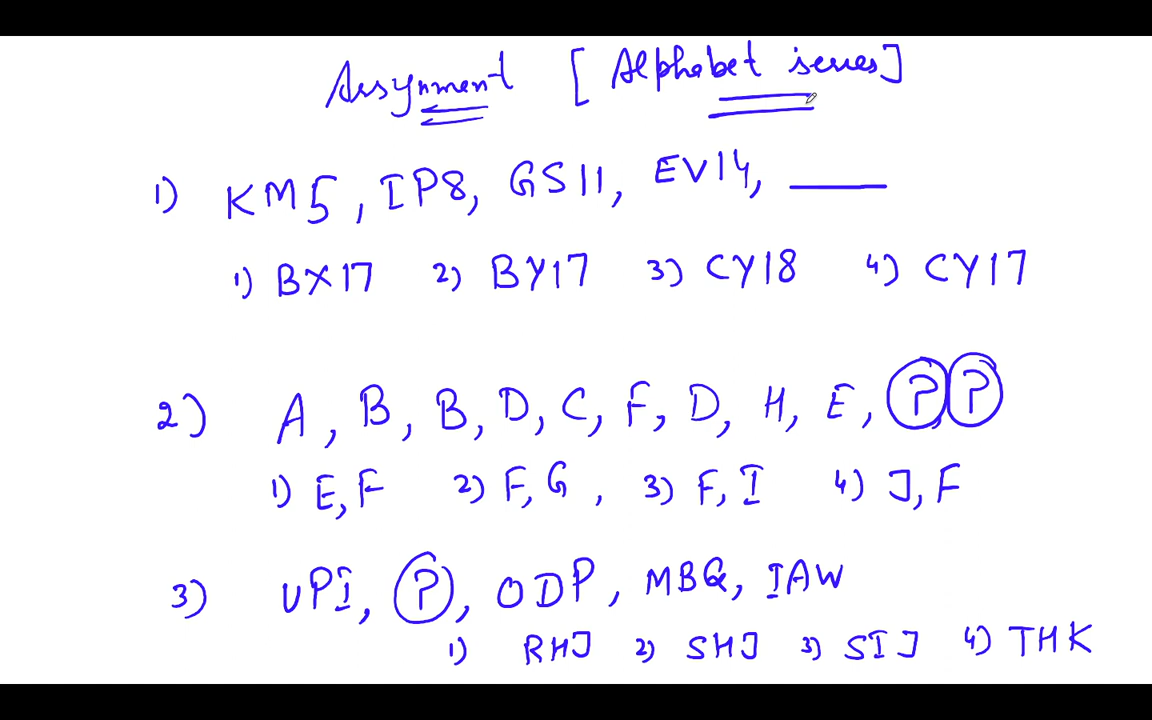 Assynment [ Alphabet series ]
1) KM5, IP8, GS11, EV14, ____
1) BX17 2) BY17 3) CY18 4) CY17
2) A, B, B, D, C, F, D, H, E, ?, ?
1) E, F 2) F, G, 3) F, I 4) J, F
3) UPI, ?, ODP, MBQ, IAW
1) RHJ 2) SHJ 3) SIJ 4) THK